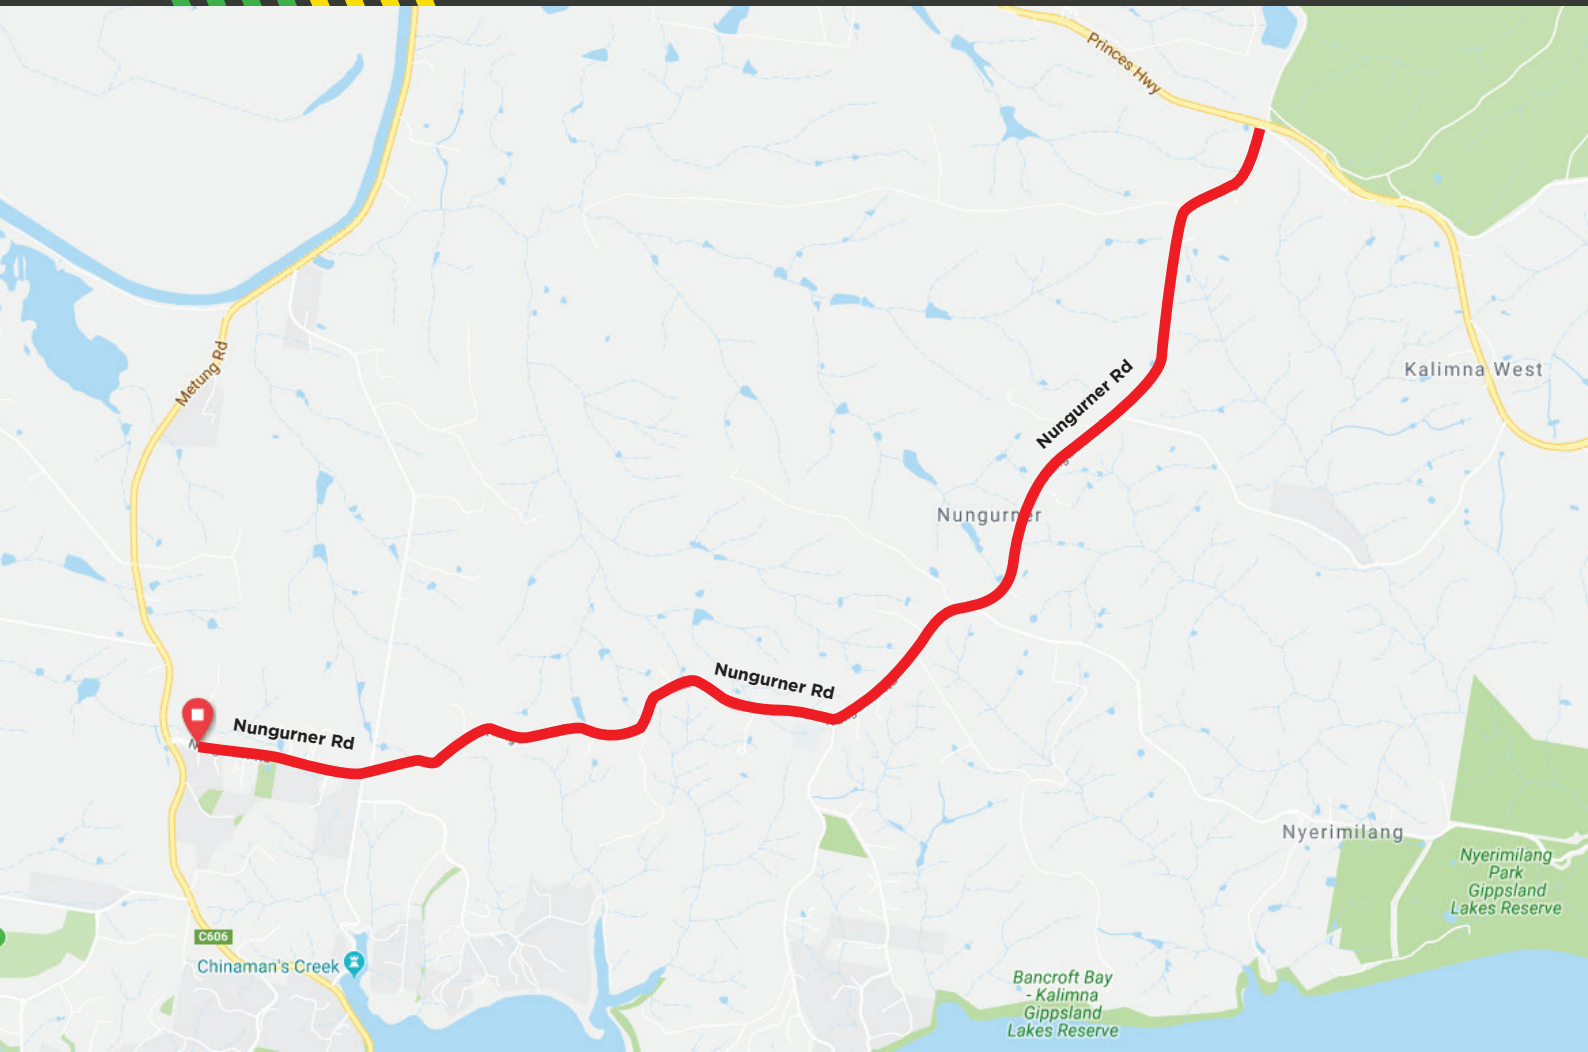 Princes Hwy
Metung Rd
Nungurner Rd
Kalimna West
Nungurner
Nungurner Rd
Nungurner Rd
Nyerimilang
Nyerimilang
Park
Gippsland
Lakes Reserve
C606
Chinaman's Creek
Bancroft Bay
- Kalimna
Gippsland
Lakes Reserve